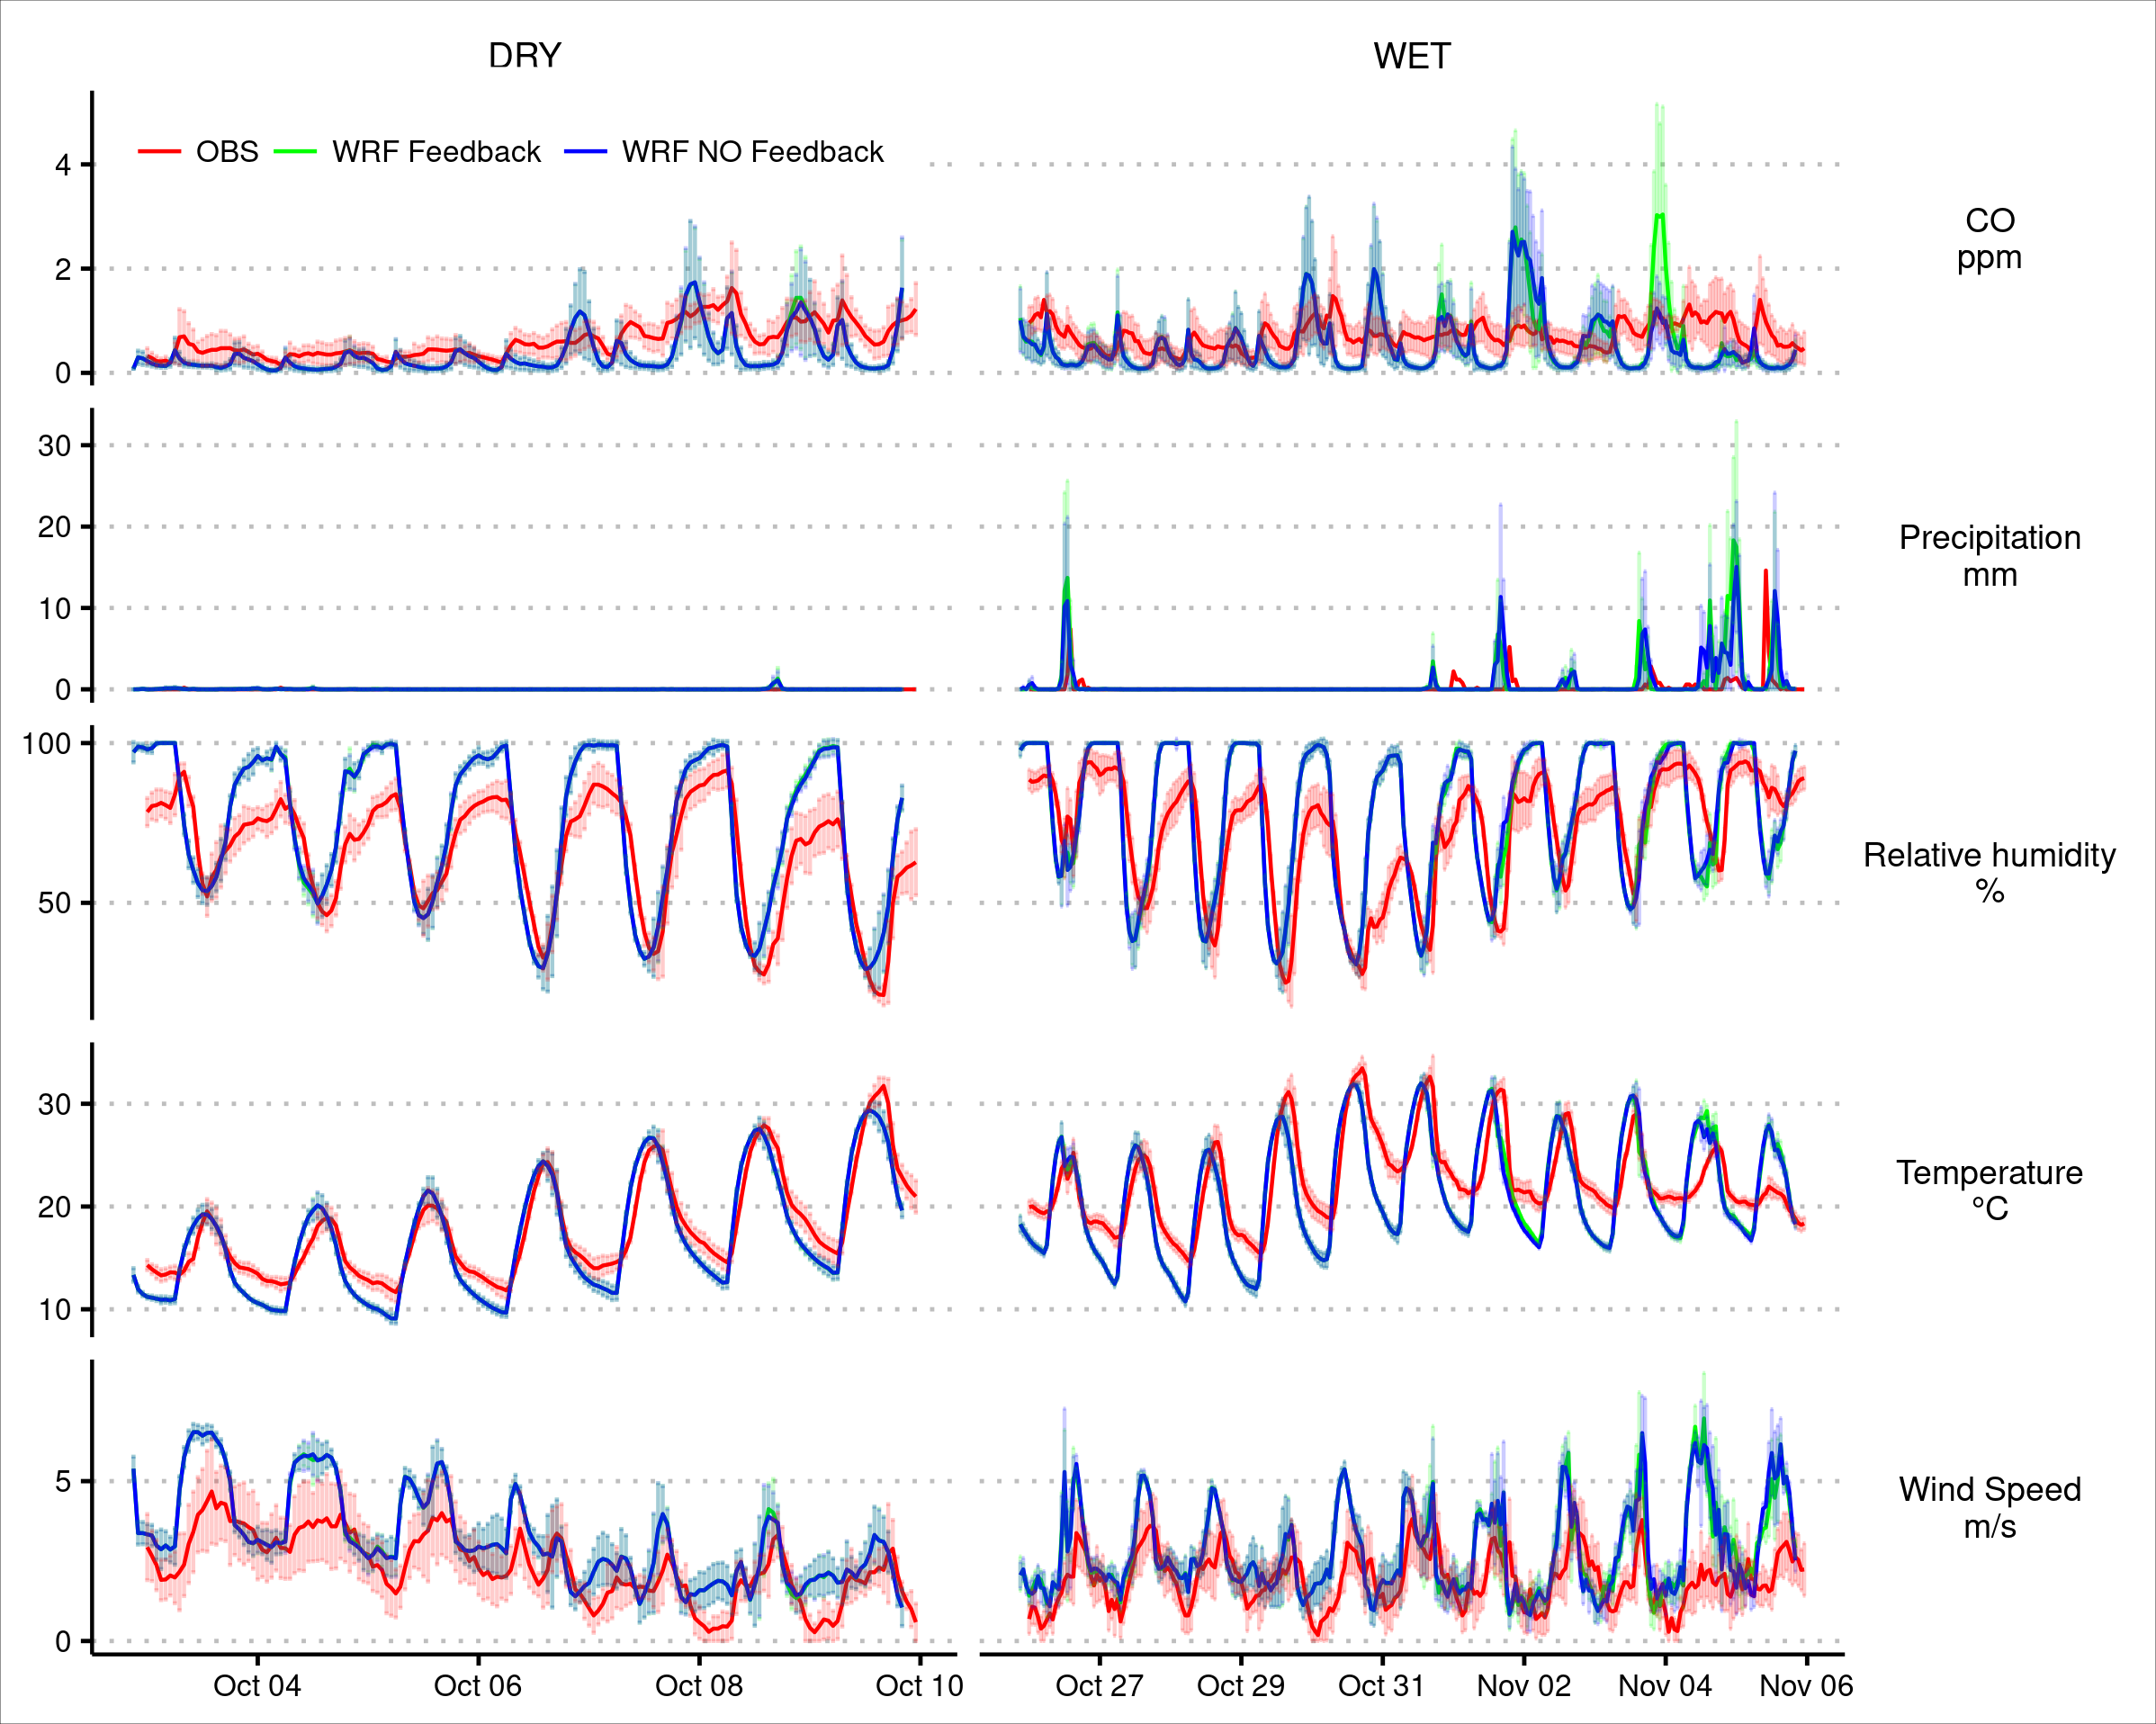 DRY
WET
OBS
WRF Feedback
WRF NO Feedback
4
2
0
CO
ppm
30
20
10
0
Precipitation
mm
100
50
Relative humidity
%
30
20
10
Temperature
°C
5
0
Wind Speed
m/s
Oct 04
Oct 06
Oct 08
Oct 10
Oct 27
Oct 29
Oct 31
Nov 02
Nov 04
Nov 06